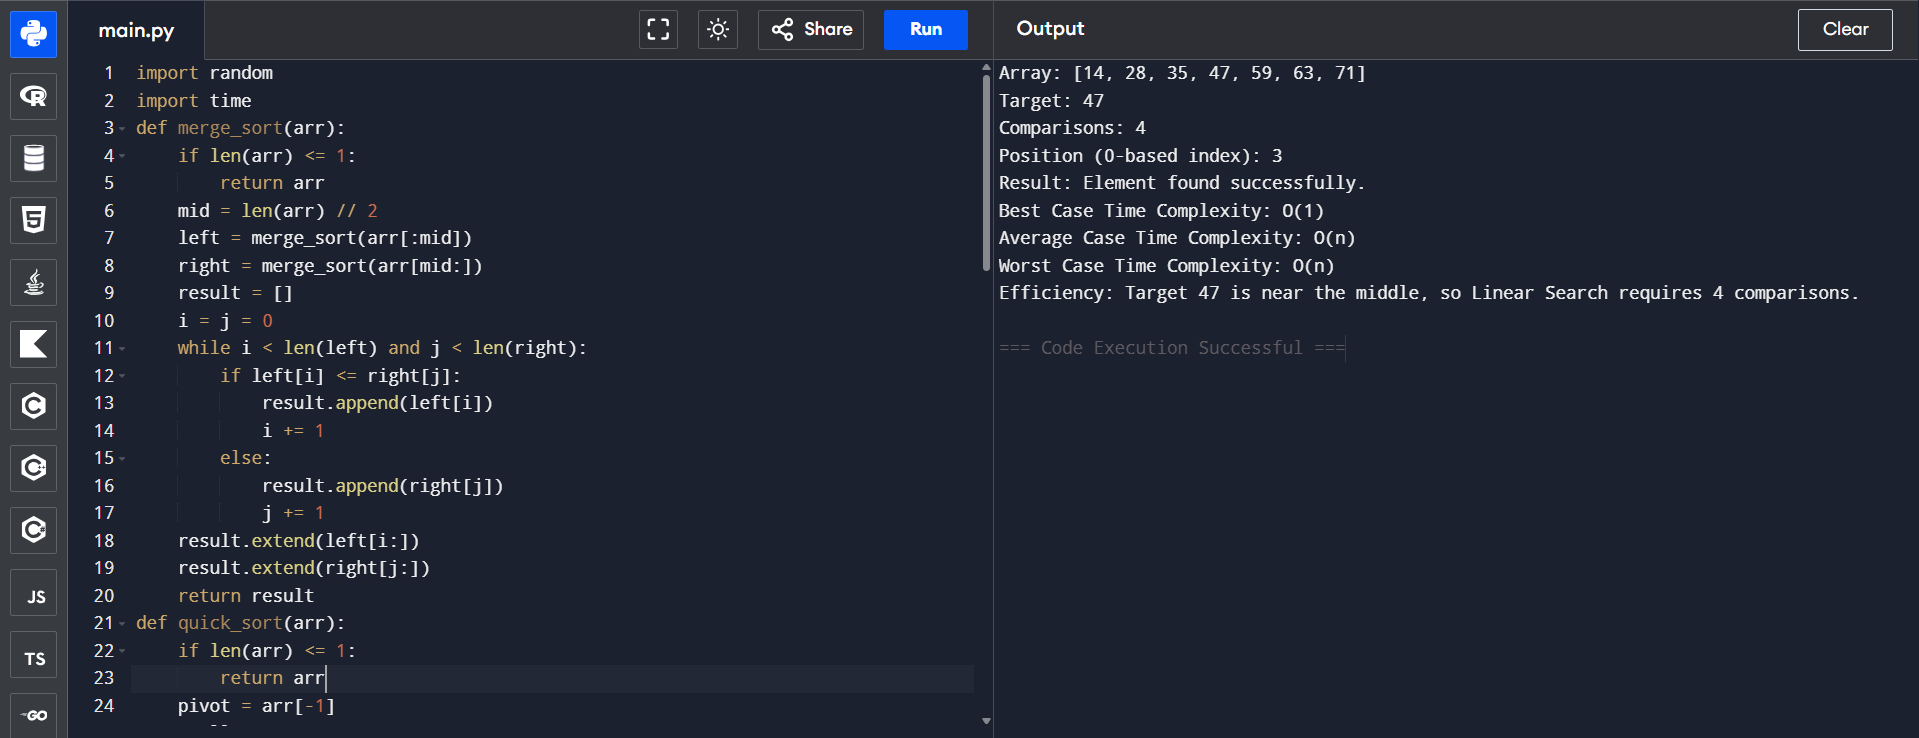 main.py
Share
Run
Output
Clear
R
5
C
C++
C#
JS
TS
GO
1 import random
2 import time
3 def merge_sort(arr):
4     if len(arr) <= 1:
5         return arr
6     mid = len(arr) // 2
7     left = merge_sort(arr[:mid])
8     right = merge_sort(arr[mid:])
9     result = []
10     i = j = 0
11     while i < len(left) and j < len(right):
12         if left[i] <= right[j]:
13             result.append(left[i])
14             i += 1
15         else:
16             result.append(right[j])
17             j += 1
18     result.extend(left[i:])
19     result.extend(right[j:])
20     return result
21 def quick_sort(arr):
22     if len(arr) <= 1:
23         return arr
24     pivot = arr[-1]
Array: [14, 28, 35, 47, 59, 63, 71]
Target: 47
Comparisons: 4
Position (0-based index): 3
Result: Element found successfully.
Best Case Time Complexity: O(1)
Average Case Time Complexity: O(n)
Worst Case Time Complexity: O(n)
Efficiency: Target 47 is near the middle, so Linear Search requires 4 comparisons.
=== Code Execution Successful ===